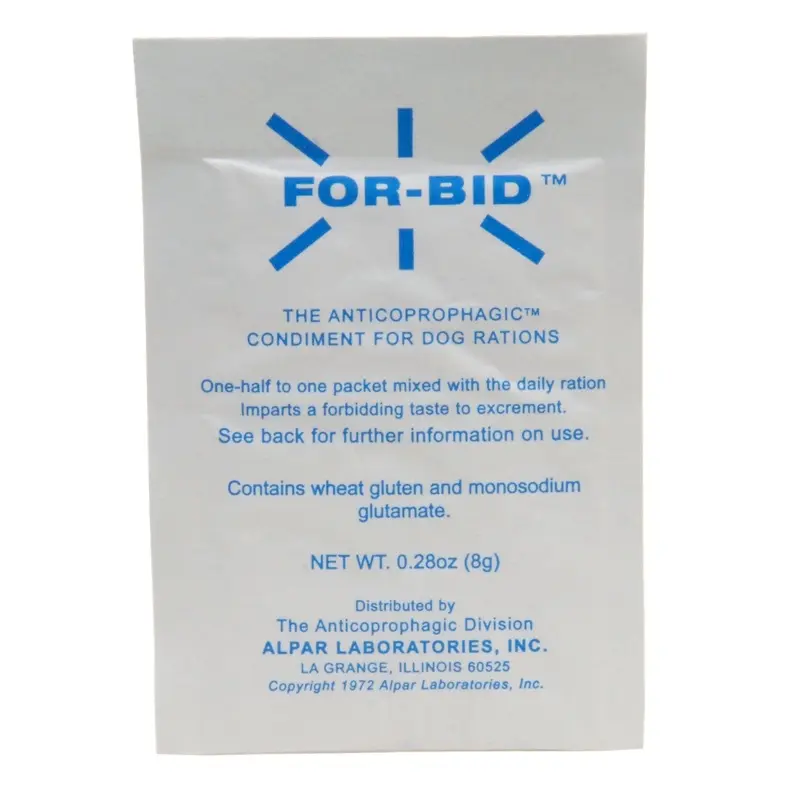 FOR-BID™
THE ANTICOPROPHAGIC™
CONDIMENT FOR DOG RATIONS
One-half to one packet mixed with the daily ration
Imparts a forbidding taste to excrement.
See back for further information on use.
Contains wheat gluten and monosodium
glutamate.
NET WT. 0.28oz (8g)
Distributed by
The Anticoprophagic Division
ALPAR LABORATORIES, INC.
LA GRANGE, ILLINOIS 60525
Copyright 1972 Alpar Laboratories, Inc.